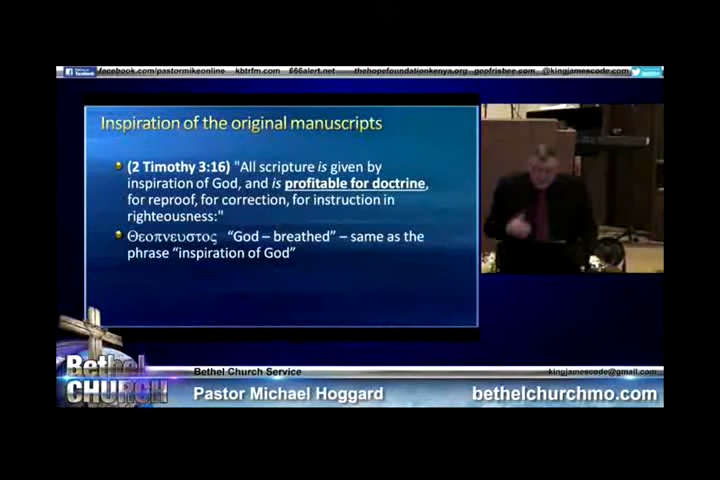 facebook.com/pastormikeonline kbtrfm.com 666alert.net thehopefoundationkenya.org geofrisbee.com @kingjamescode.com
Inspiration of the original manuscripts
(2 Timothy 3:16) "All scripture is given by
inspiration of God, and is profitable for doctrine,
for reproof, for correction, for instruction in
righteousness:"
Θεοπνευστος “God – breathed” – same as the
phrase “inspiration of God”
Bethel
CHURCH
Bethel Church Service
kingjamescode@gmail.com
Pastor Michael Hoggard
bethelchurchmo.com